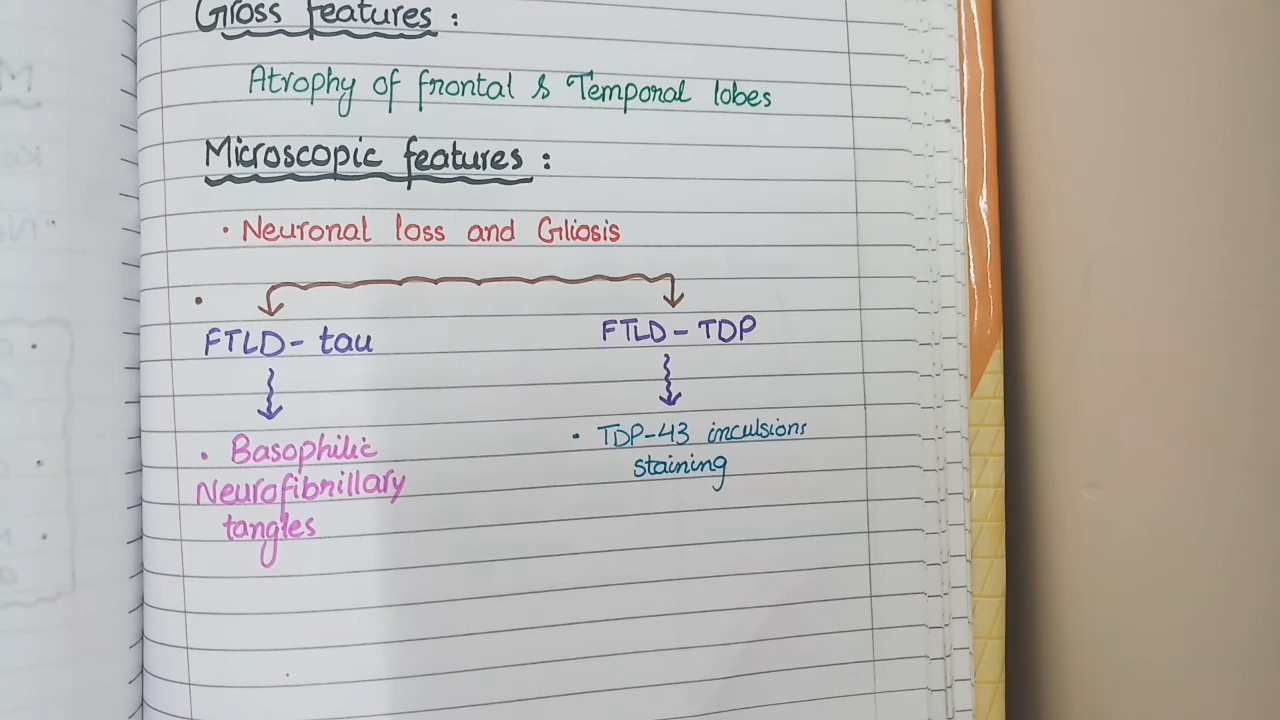 Gross features :
Atrophy of frontal & Temporal lobes
Microscopic features :
• Neuronal loss and Gliosis
•
FTLD - tau
FTLD - TDP
• Basophilic
Neurofibrillary
tangles
• TDP-43 inculsions
staining